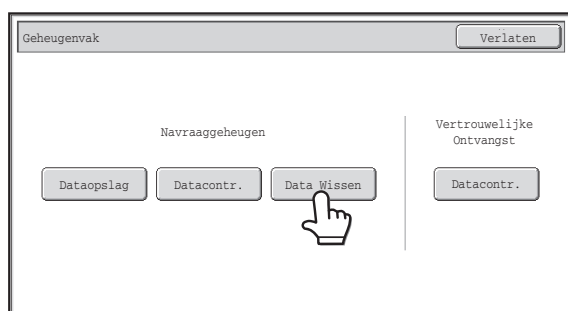 Geheugenvak
Verlaten
Navraaggeheugen
Vertrouwelijke
Ontvangst
Dataopslag
Datacontr.
Data Wissen
Datacontr.